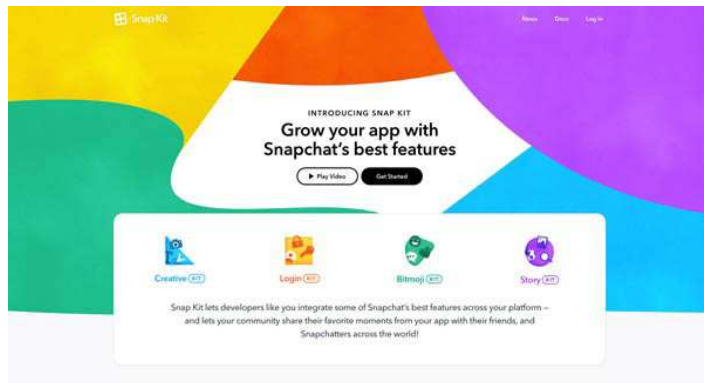 Snap Kit
News Docs Log In
INTRODUCING SNAP KIT
Grow your app with
Snapchat's best features
Play Video Get Started
Creative KIT Login KIT Bitmoji KIT Story KIT
Snap Kit lets developers like you integrate some of Snapchat's best features across your platform –
and lets your community share their favorite moments from your app with their friends, and
Snapchatters across the world!